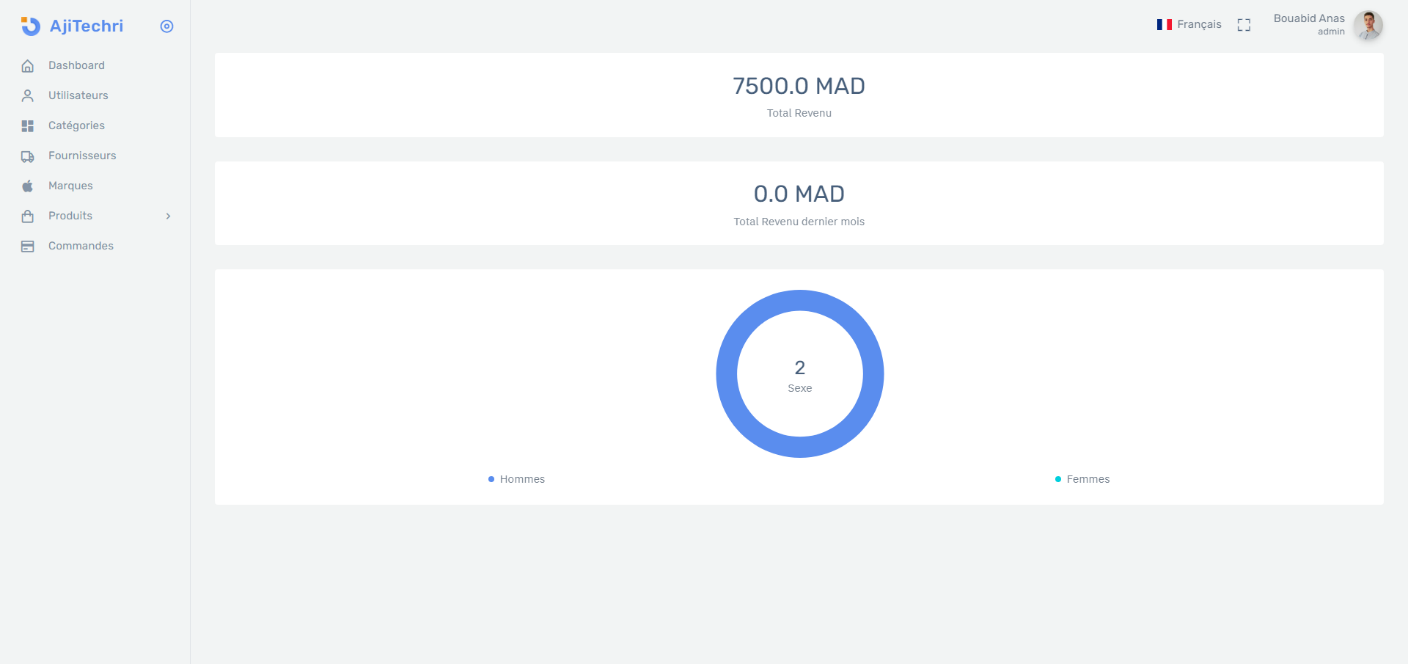 AjiTechri
Français
Bouabid Anas
admin
Dashboard
Utilisateurs
Catégories
Fournisseurs
Marques
Produits
Commandes
7500.0 MAD
Total Revenu
0.0 MAD
Total Revenu dernier mois
2
Sexe
Hommes
Femmes